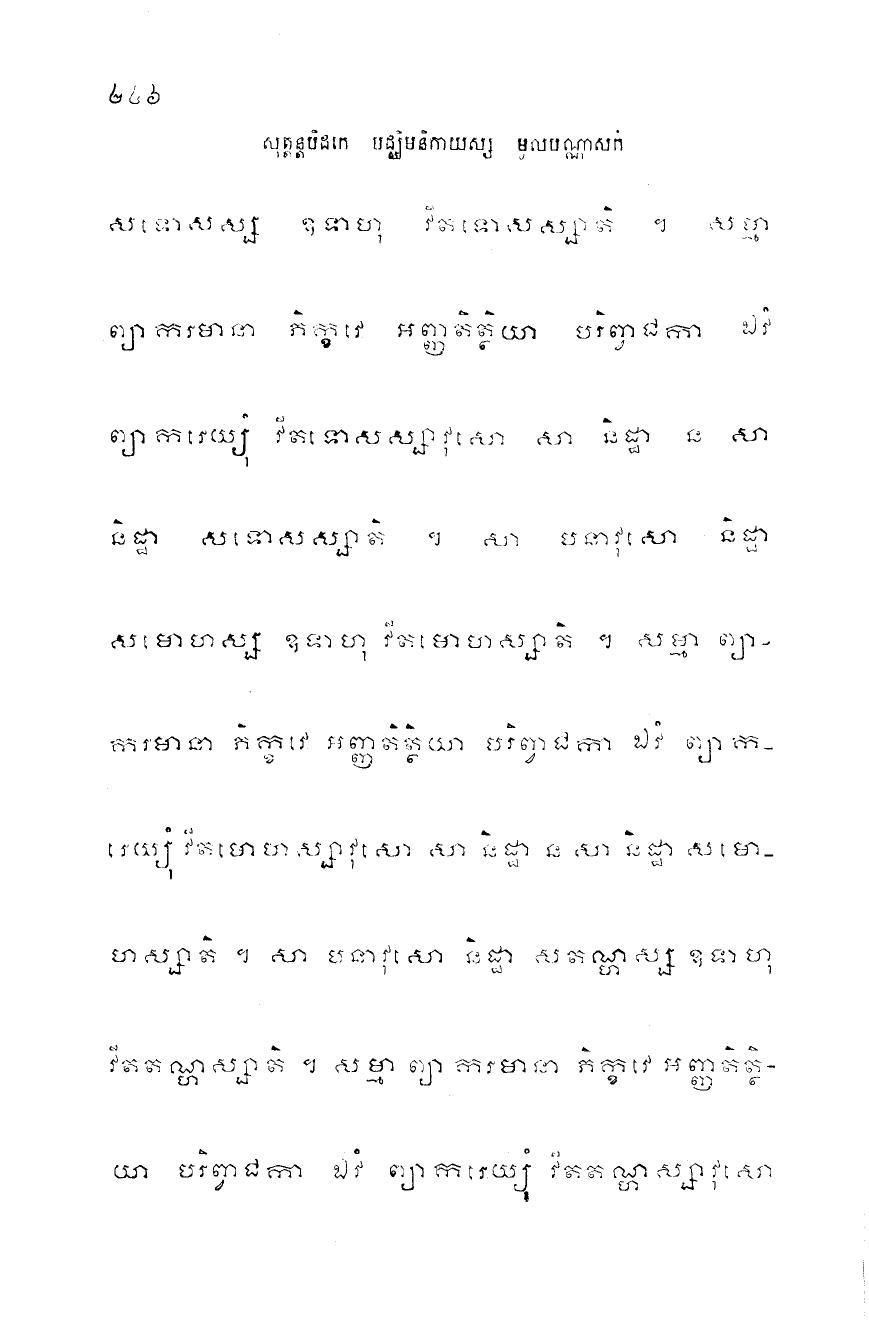 ២៤៦
សុត្តន្តបិដកេ មជ្ឈិមនិកាយស្ស មូលបណ្ណាសកំ
សទោសស្ស ឧទាហុ វីតទោសស្សាតិ ។ សម្មា
ព្យាករមានា ភិក្ខវេ អញ្ញតិត្ថិយា បរិព្វាជកា ឯវំ
ព្យាករេយ្យុំ វីតទោសស្សាវុសោ សា និដ្ឋា ន សា
និដ្ឋា សទោសស្សាតិ ។ សា បនាវុសោ និដ្ឋា
សមោហស្ស ឧទាហុ វីតមោហស្សាតិ ។ សម្មា ព្យា-
ករមានា ភិក្ខវេ អញ្ញតិត្ថិយា បរិព្វាជកា ឯវំ ព្យាក-
រេយ្យុំ វីតមោហស្សាវុសោ សា និដ្ឋា ន សា និដ្ឋា សមោ-
ហស្សាតិ ។ សា បនាវុសោ និដ្ឋា សតណ្ហស្ស ឧទាហុ
វីតតណ្ហស្សាតិ ។ សម្មា ព្យាករមានា ភិក្ខវេ អញ្ញតិត្ថិ-
យា បរិព្វាជកា ឯវំ ព្យាករេយ្យុំ វីតតណ្ហស្សាវុសោ